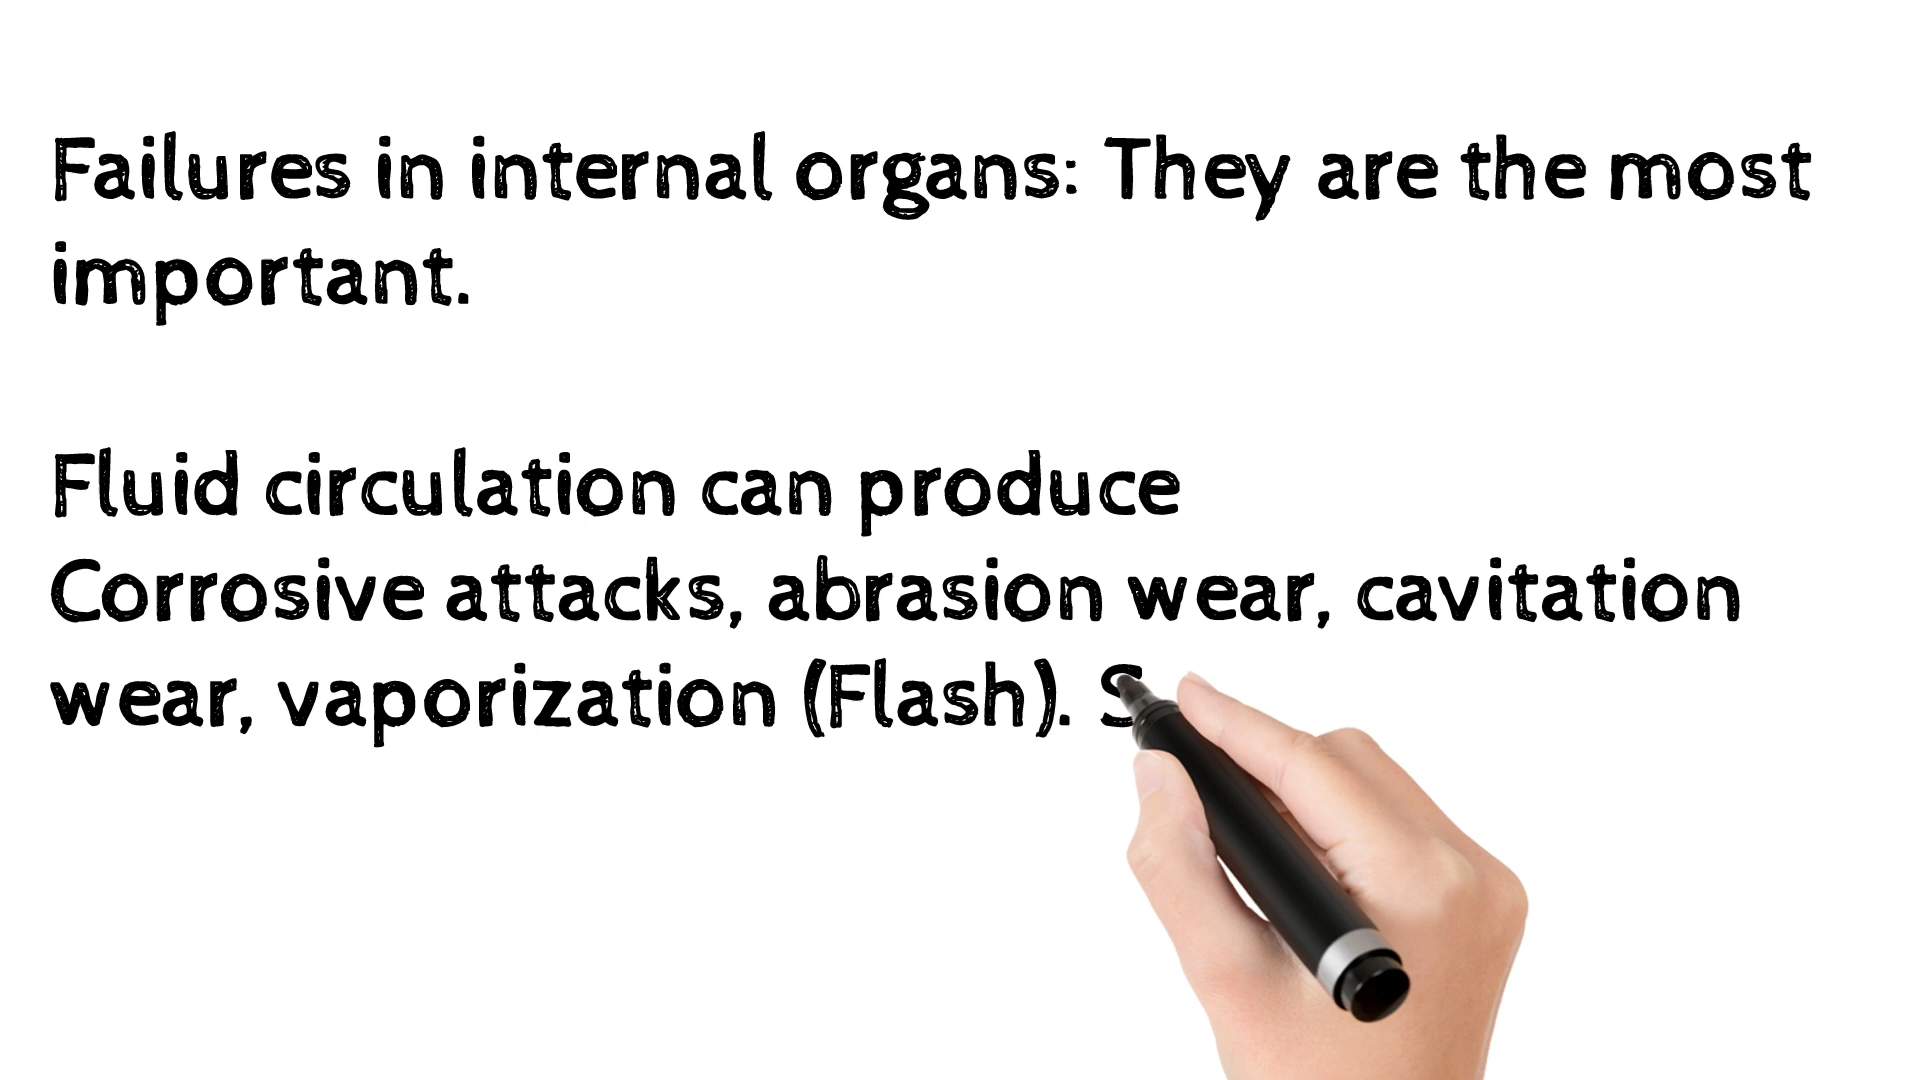 Failures in internal organs: They are the most
important.
Fluid circulation can produce
Corrosive attacks, abrasion wear, cavitation
wear, vaporization (Flash). S